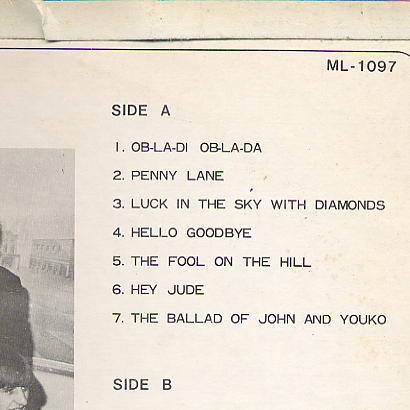 ML-1097
SIDE A
1. OB-LA-DI OB-LA-DA
2. PENNY LANE
3. LUCK IN THE SKY WITH DIAMONDS
4. HELLO GOODBYE
5. THE FOOL ON THE HILL
6. HEY JUDE
7. THE BALLAD OF JOHN AND YOUKO
SIDE B